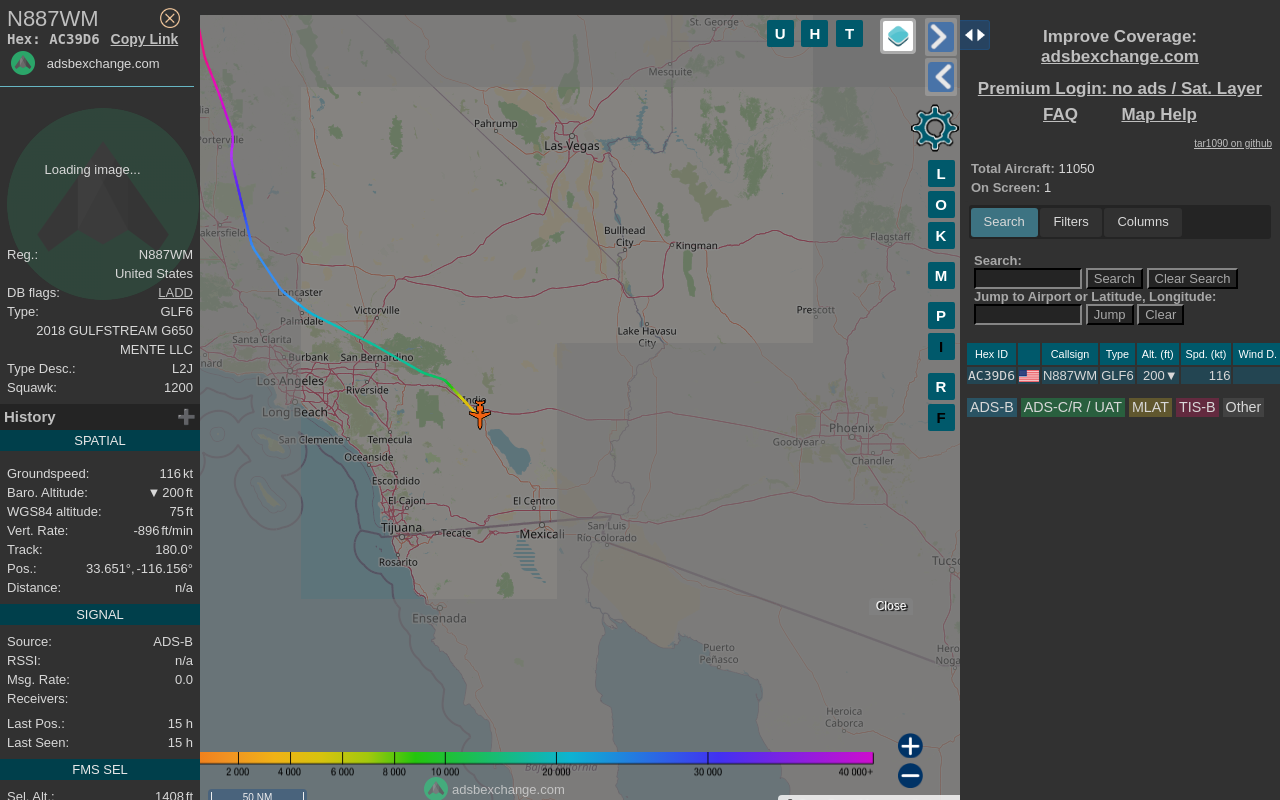 N887WM
Hex: AC39D6 Copy Link
adsbexchange.com
Loading image...
Reg.: N887WM
United States
DB flags: LADD
Type: GLF6
2018 GULFSTREAM G650
MENTE LLC
Type Desc.: L2J
Squawk: 1200
History
SPATIAL
Groundspeed: 116 kt
Baro. Altitude: ▼ 200 ft
WGS84 altitude: 75 ft
Vert. Rate: -896 ft/min
Track: 180.0°
Pos.: 33.651°, -116.156°
Distance: n/a
SIGNAL
Source: ADS-B
RSSI: n/a
Msg. Rate: 0.0
Receivers:
Last Pos.: 15 h
Last Seen: 15 h
FMS SEL
Sel. Alt.: 1408 ft
U H T
L
O
K
M
P
I
R
F
St. George
Mesquite
Pahrump
Las Vegas
Porterville
Bullhead
City
Kingman
Flagstaff
Lancaster
Palmdale
Victorville
Prescott
Lake Havasu
City
Santa Clarita
Burbank
San Bernardino
Los Angeles
Riverside
Indio
Long Beach
Phoenix
San Clemente
Temecula
Goodyear
Oceanside
Chandler
Escondido
El Cajon
El Centro
Tijuana
Tecate
Mexicali
San Luis
Río Colorado
Rosarito
Ensenada
Puerto
Peñasco
Heroica
Caborca
Baja California
Close
2 000 4 000 6 000 8 000 10 000 20 000 30 000 40 000+
adsbexchange.com
50 NM
Improve Coverage:
adsbexchange.com
Premium Login: no ads / Sat. Layer
FAQ Map Help
tar1090 on github
Total Aircraft: 11050
On Screen: 1
Search Filters Columns
Search:
Search Clear Search
Jump to Airport or Latitude, Longitude:
Jump Clear
Hex ID Callsign Type Alt. (ft) Spd. (kt) Wind D.
AC39D6 N887WM GLF6 200▼ 116
ADS-B ADS-C/R / UAT MLAT TIS-B Other